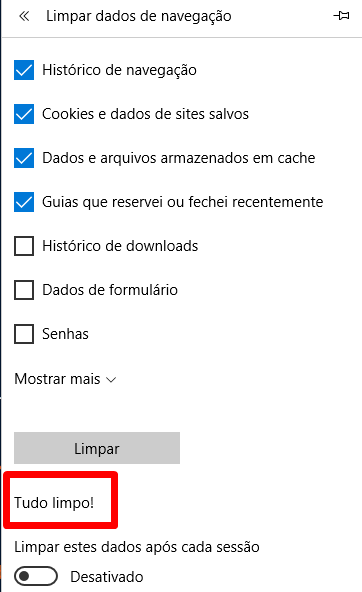 Limpar dados de navegação
Histórico de navegação
Cookies e dados de sites salvos
Dados e arquivos armazenados em cache
Guias que reservei ou fechei recentemente
Histórico de downloads
Dados de formulário
Senhas
Mostrar mais
Limpar
Tudo limpo!
Limpar estes dados após cada sessão
Desativado